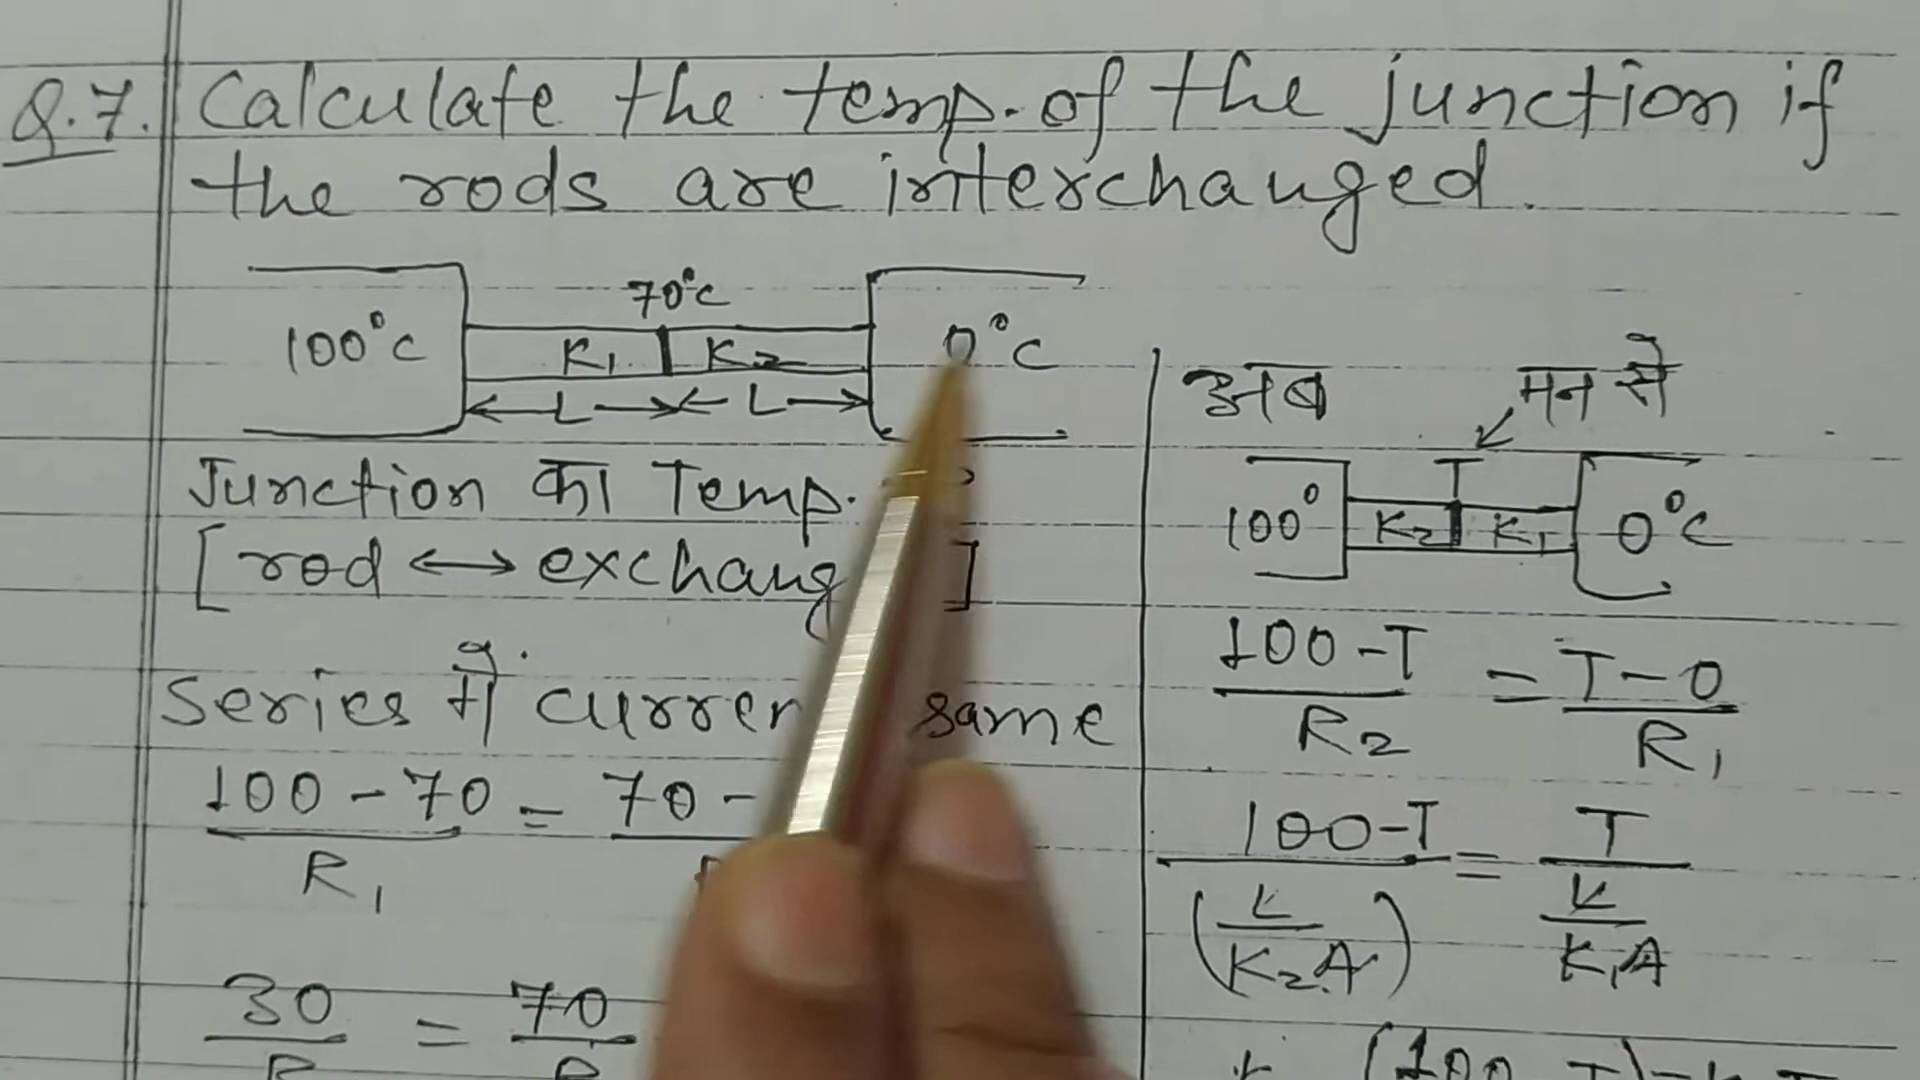 Q.7. Calculate the temp. of the junction if
the rods are interchanged.
70°C
100°C K₁ K₂ 0°C
L L
Junction का Temp.
[rod ↔ exchang ]
Series में curren same
100 - 70 = 70 -
R₁
30 = 70
अब मन से
T
100° K₂ K₁ 0°C
100 - T = T - 0
R₂ R₁
100 - T = T
(L/K₂A) L/K₁A